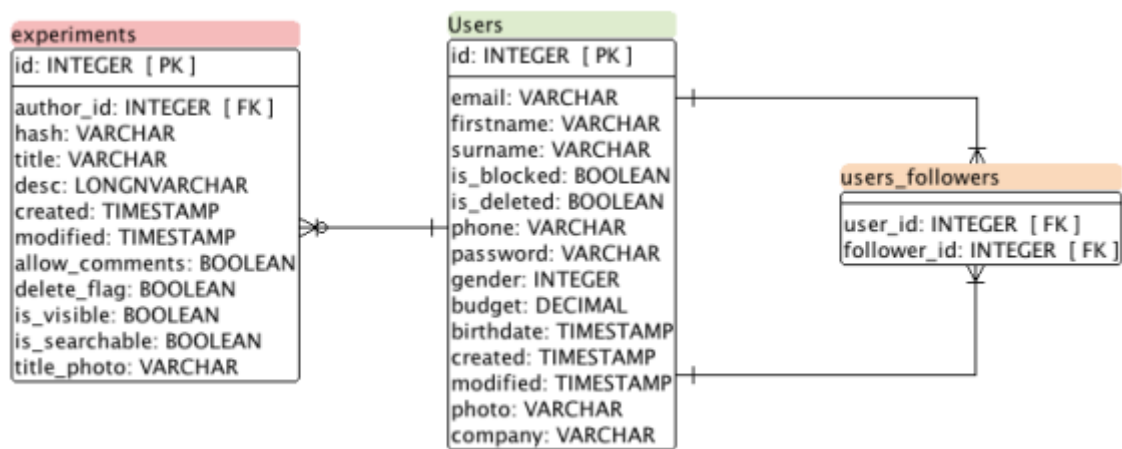 experiments
id: INTEGER [ PK ]
author_id: INTEGER [ FK ]
hash: VARCHAR
title: VARCHAR
desc: LONGNVARCHAR
created: TIMESTAMP
modified: TIMESTAMP
allow_comments: BOOLEAN
delete_flag: BOOLEAN
is_visible: BOOLEAN
is_searchable: BOOLEAN
title_photo: VARCHAR
Users
id: INTEGER [ PK ]
email: VARCHAR
firstname: VARCHAR
surname: VARCHAR
is_blocked: BOOLEAN
is_deleted: BOOLEAN
phone: VARCHAR
password: VARCHAR
gender: INTEGER
budget: DECIMAL
birthdate: TIMESTAMP
created: TIMESTAMP
modified: TIMESTAMP
photo: VARCHAR
company: VARCHAR
users_followers
user_id: INTEGER [ FK ]
follower_id: INTEGER [ FK ]